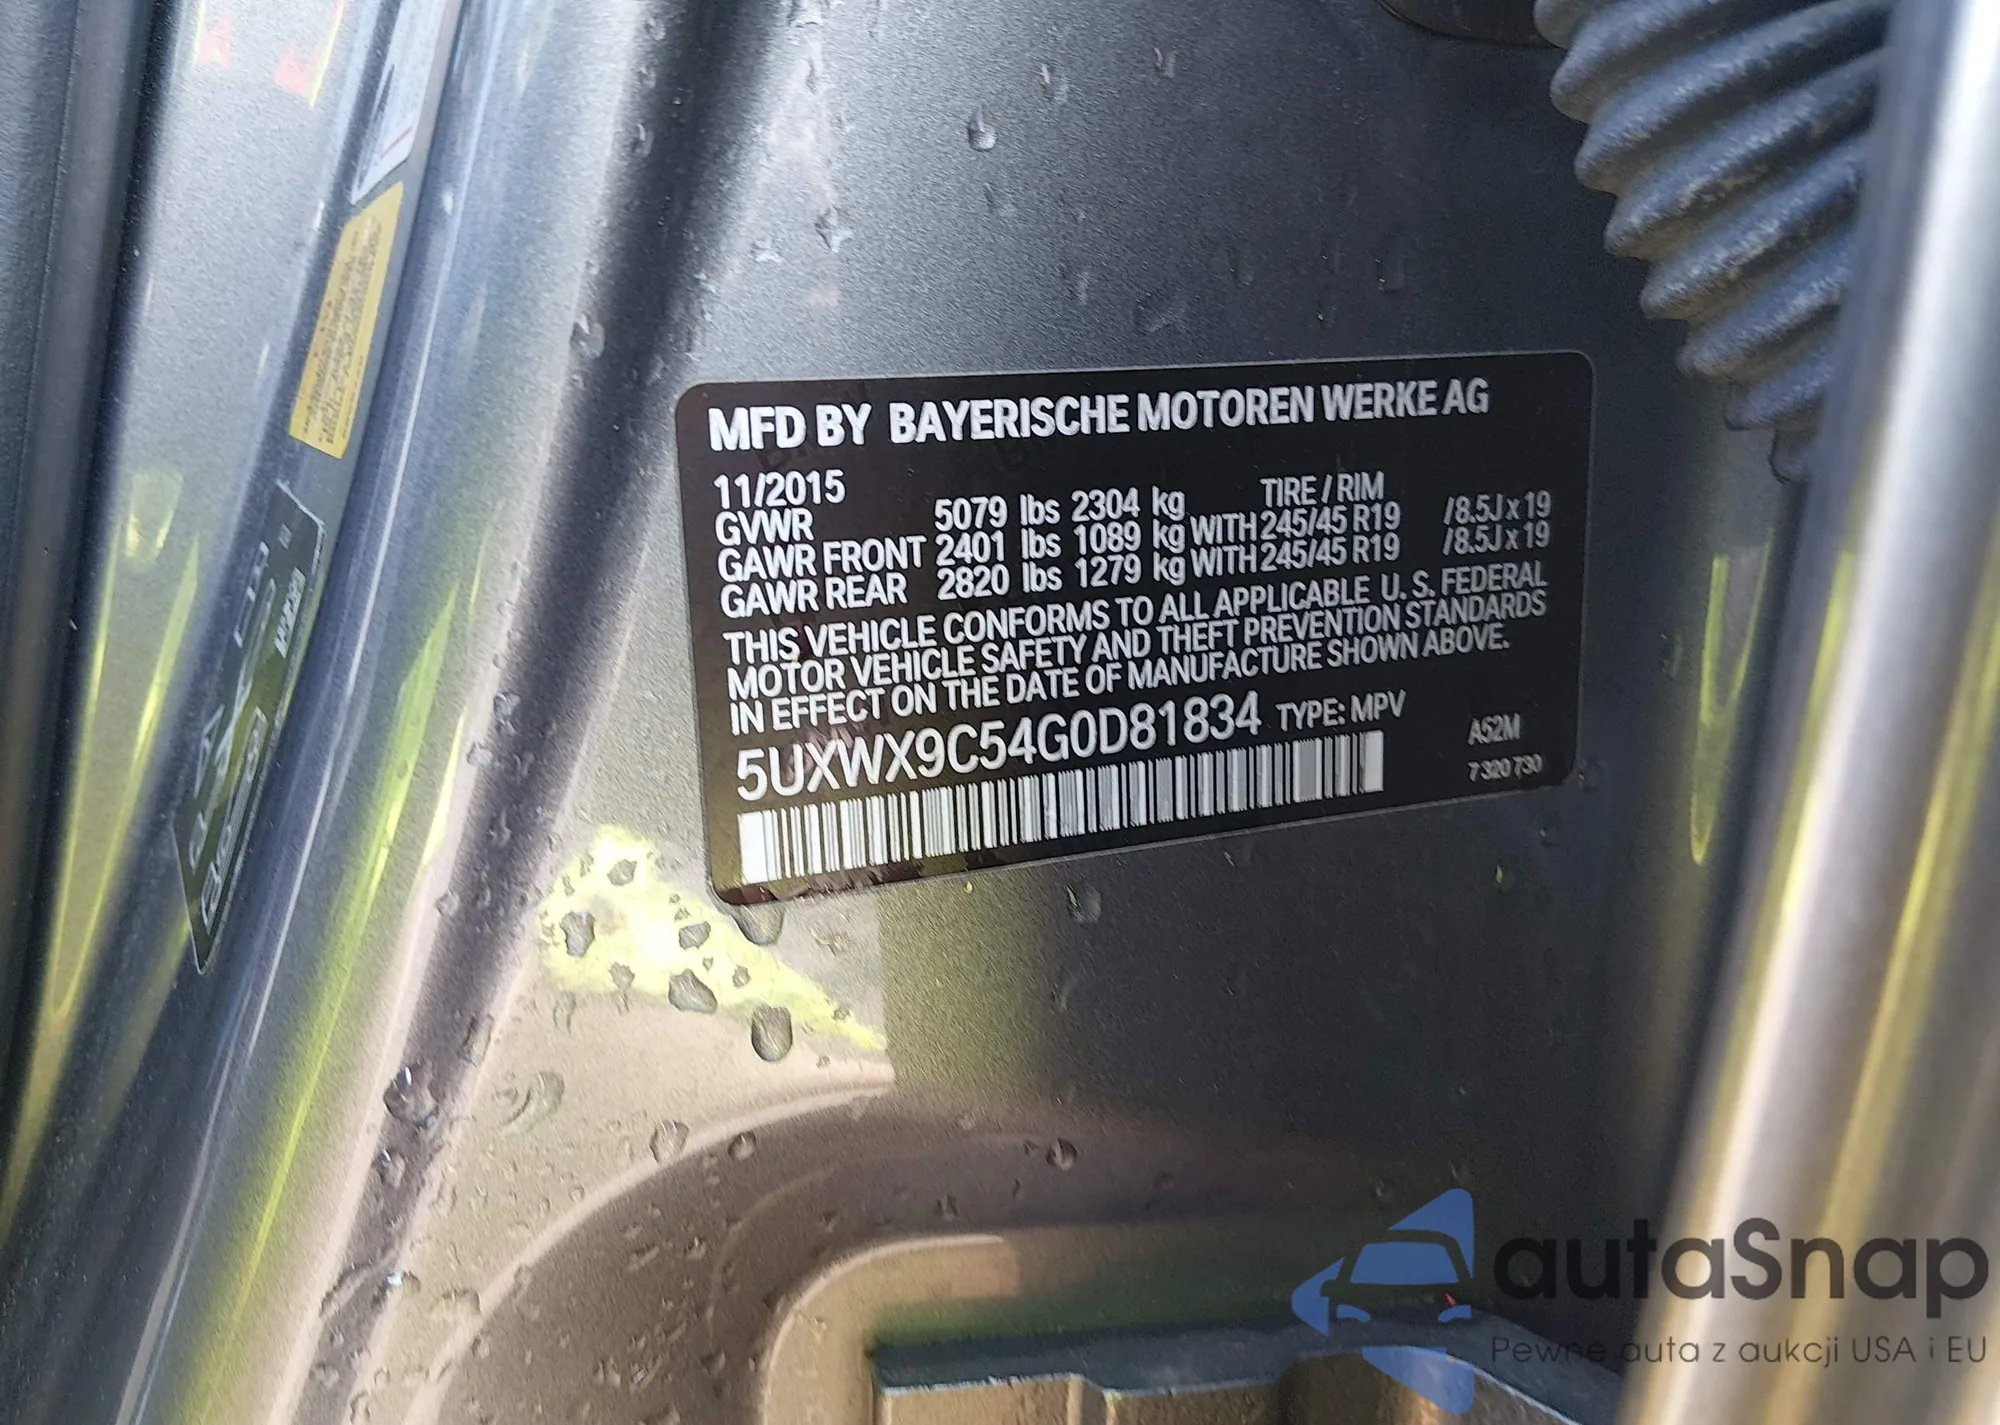 MFD BY BAYERISCHE MOTOREN WERKE AG
11/2015
GVWR 5079 lbs 2304 kg TIRE / RIM
GAWR FRONT 2401 lbs 1089 kg WITH 245/45 R19 /8.5J x 19
GAWR REAR 2820 lbs 1279 kg WITH 245/45 R19 /8.5J x 19
THIS VEHICLE CONFORMS TO ALL APPLICABLE U. S. FEDERAL
MOTOR VEHICLE SAFETY AND THEFT PREVENTION STANDARDS
IN EFFECT ON THE DATE OF MANUFACTURE SHOWN ABOVE.
5UXWX9C54G0D81834 TYPE: MPV
A52M
7 320 730
autaSnap
Pewne auta z aukcji USA i EU